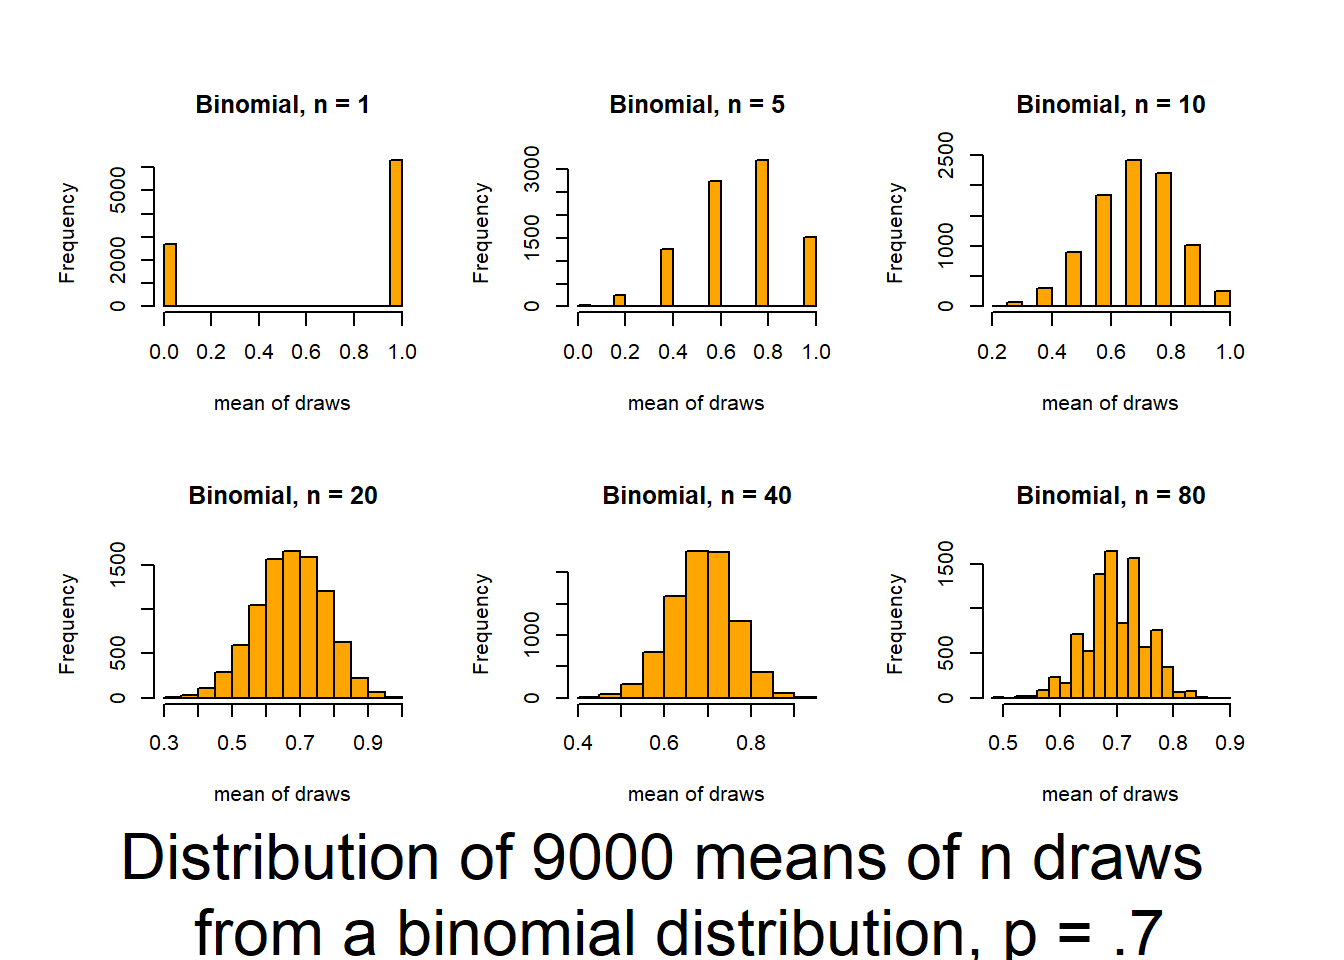 Binomial, n = 1
Frequency
0 2000 5000
0.0 0.2 0.4 0.6 0.8 1.0
mean of draws
Binomial, n = 5
Frequency
0 1500 3000
0.0 0.2 0.4 0.6 0.8 1.0
mean of draws
Binomial, n = 10
Frequency
0 1000 2500
0.2 0.4 0.6 0.8 1.0
mean of draws
Binomial, n = 20
Frequency
0 500 1500
0.3 0.5 0.7 0.9
mean of draws
Binomial, n = 40
Frequency
0 1000
0.4 0.6 0.8
mean of draws
Binomial, n = 80
Frequency
0 500 1500
0.5 0.6 0.7 0.8 0.9
mean of draws
Distribution of 9000 means of n draws
from a binomial distribution, p = .7